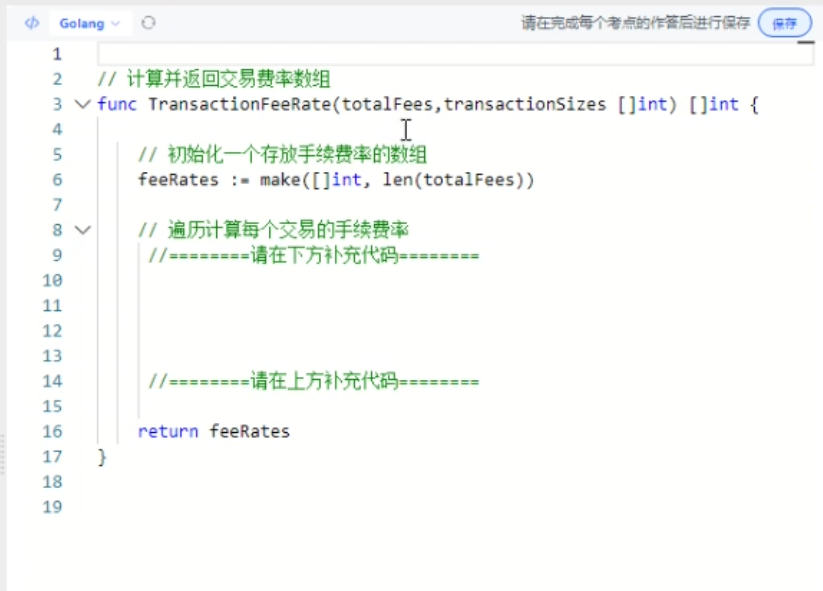 </> Golang 请在完成每个考点的作答后进行保存 保存
1
2 // 计算并返回交易费率数组
3 func TransactionFeeRate(totalFees,transactionSizes []int) []int {
4
5 // 初始化一个存放手续费率的数组
6 feeRates := make([]int, len(totalFees))
7
8 // 遍历计算每个交易的手续费率
9 //========请在下方补充代码========
10
11
12
13
14 //========请在上方补充代码========
15
16 return feeRates
17 }
18
19